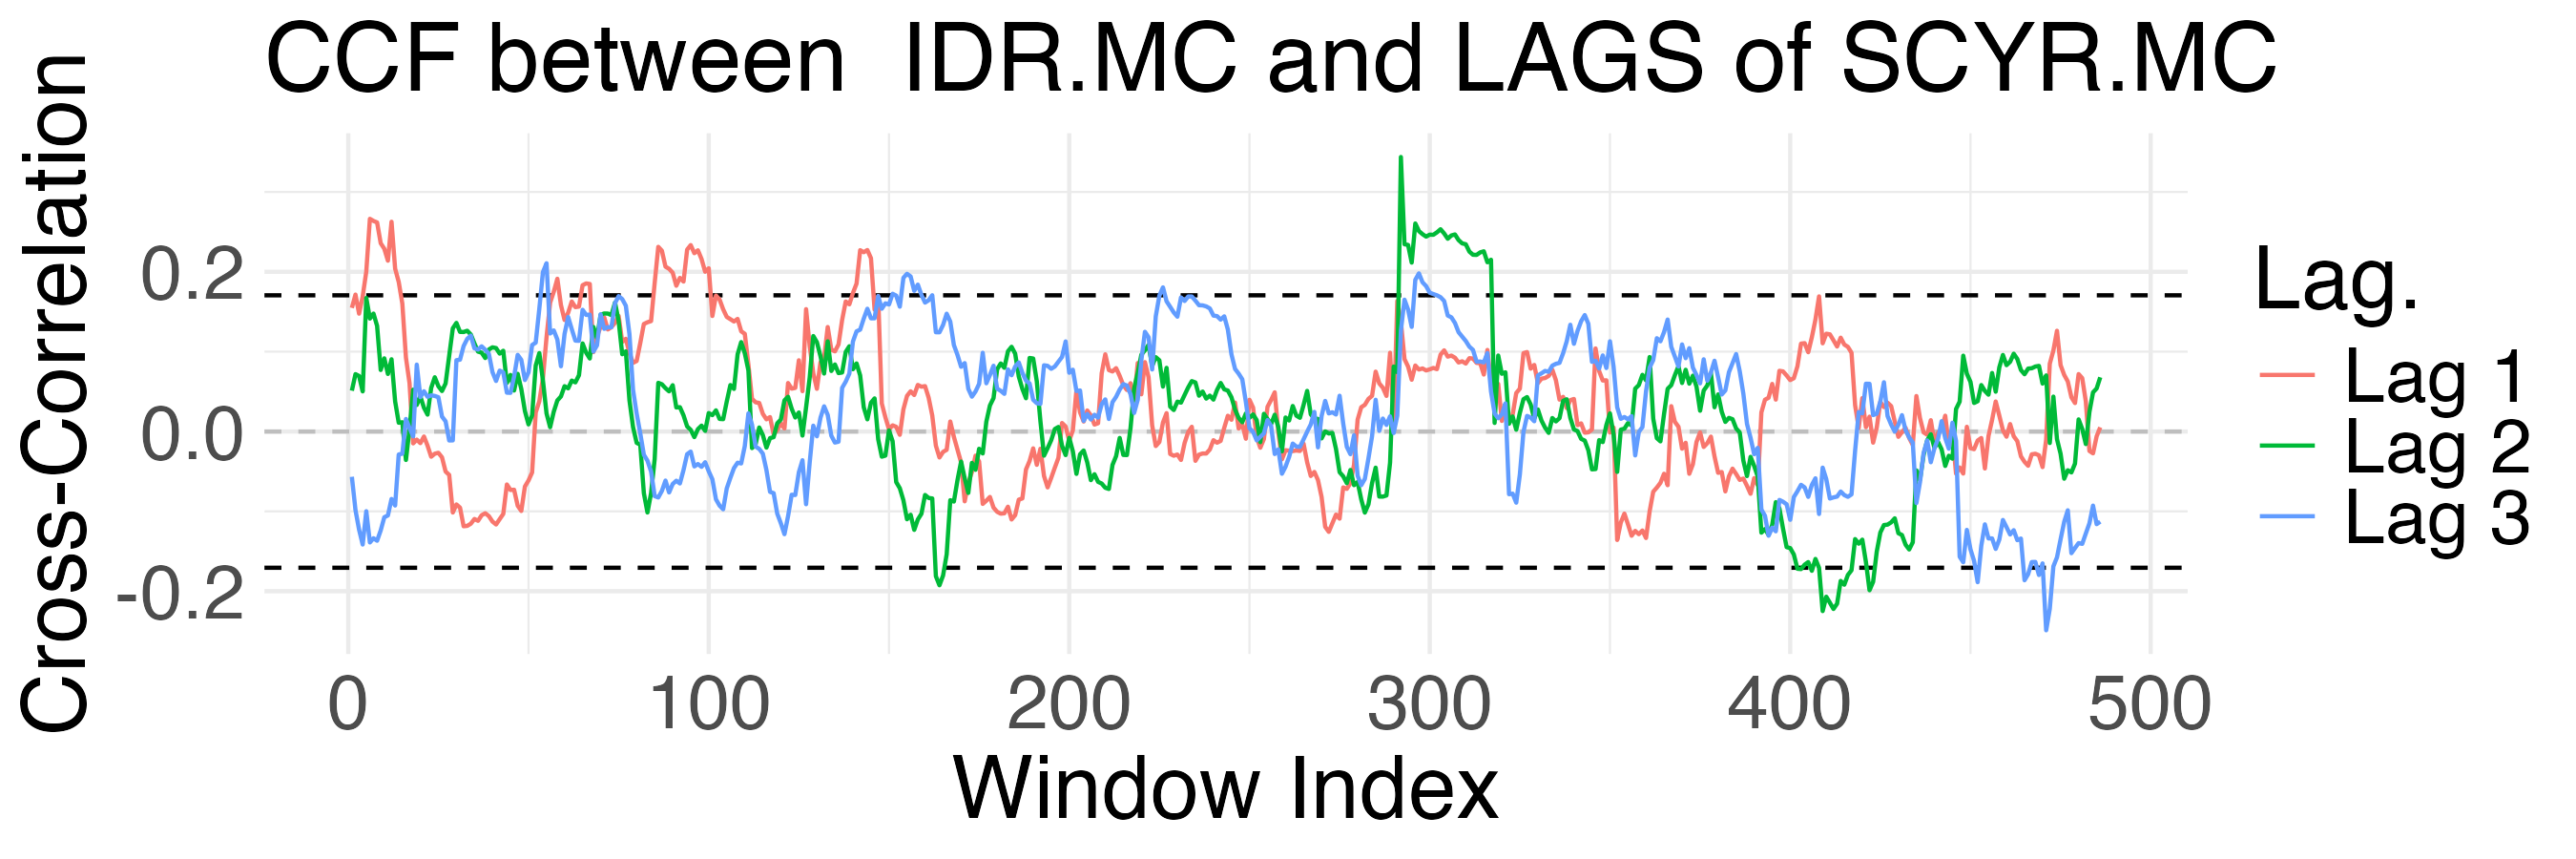 CCF between  IDR.MC and LAGS of SCYR.MC
Cross-Correlation
0.2
0.0
-0.2
0 100 200 300 400 500
Window Index
Lag.
Lag 1
Lag 2
Lag 3